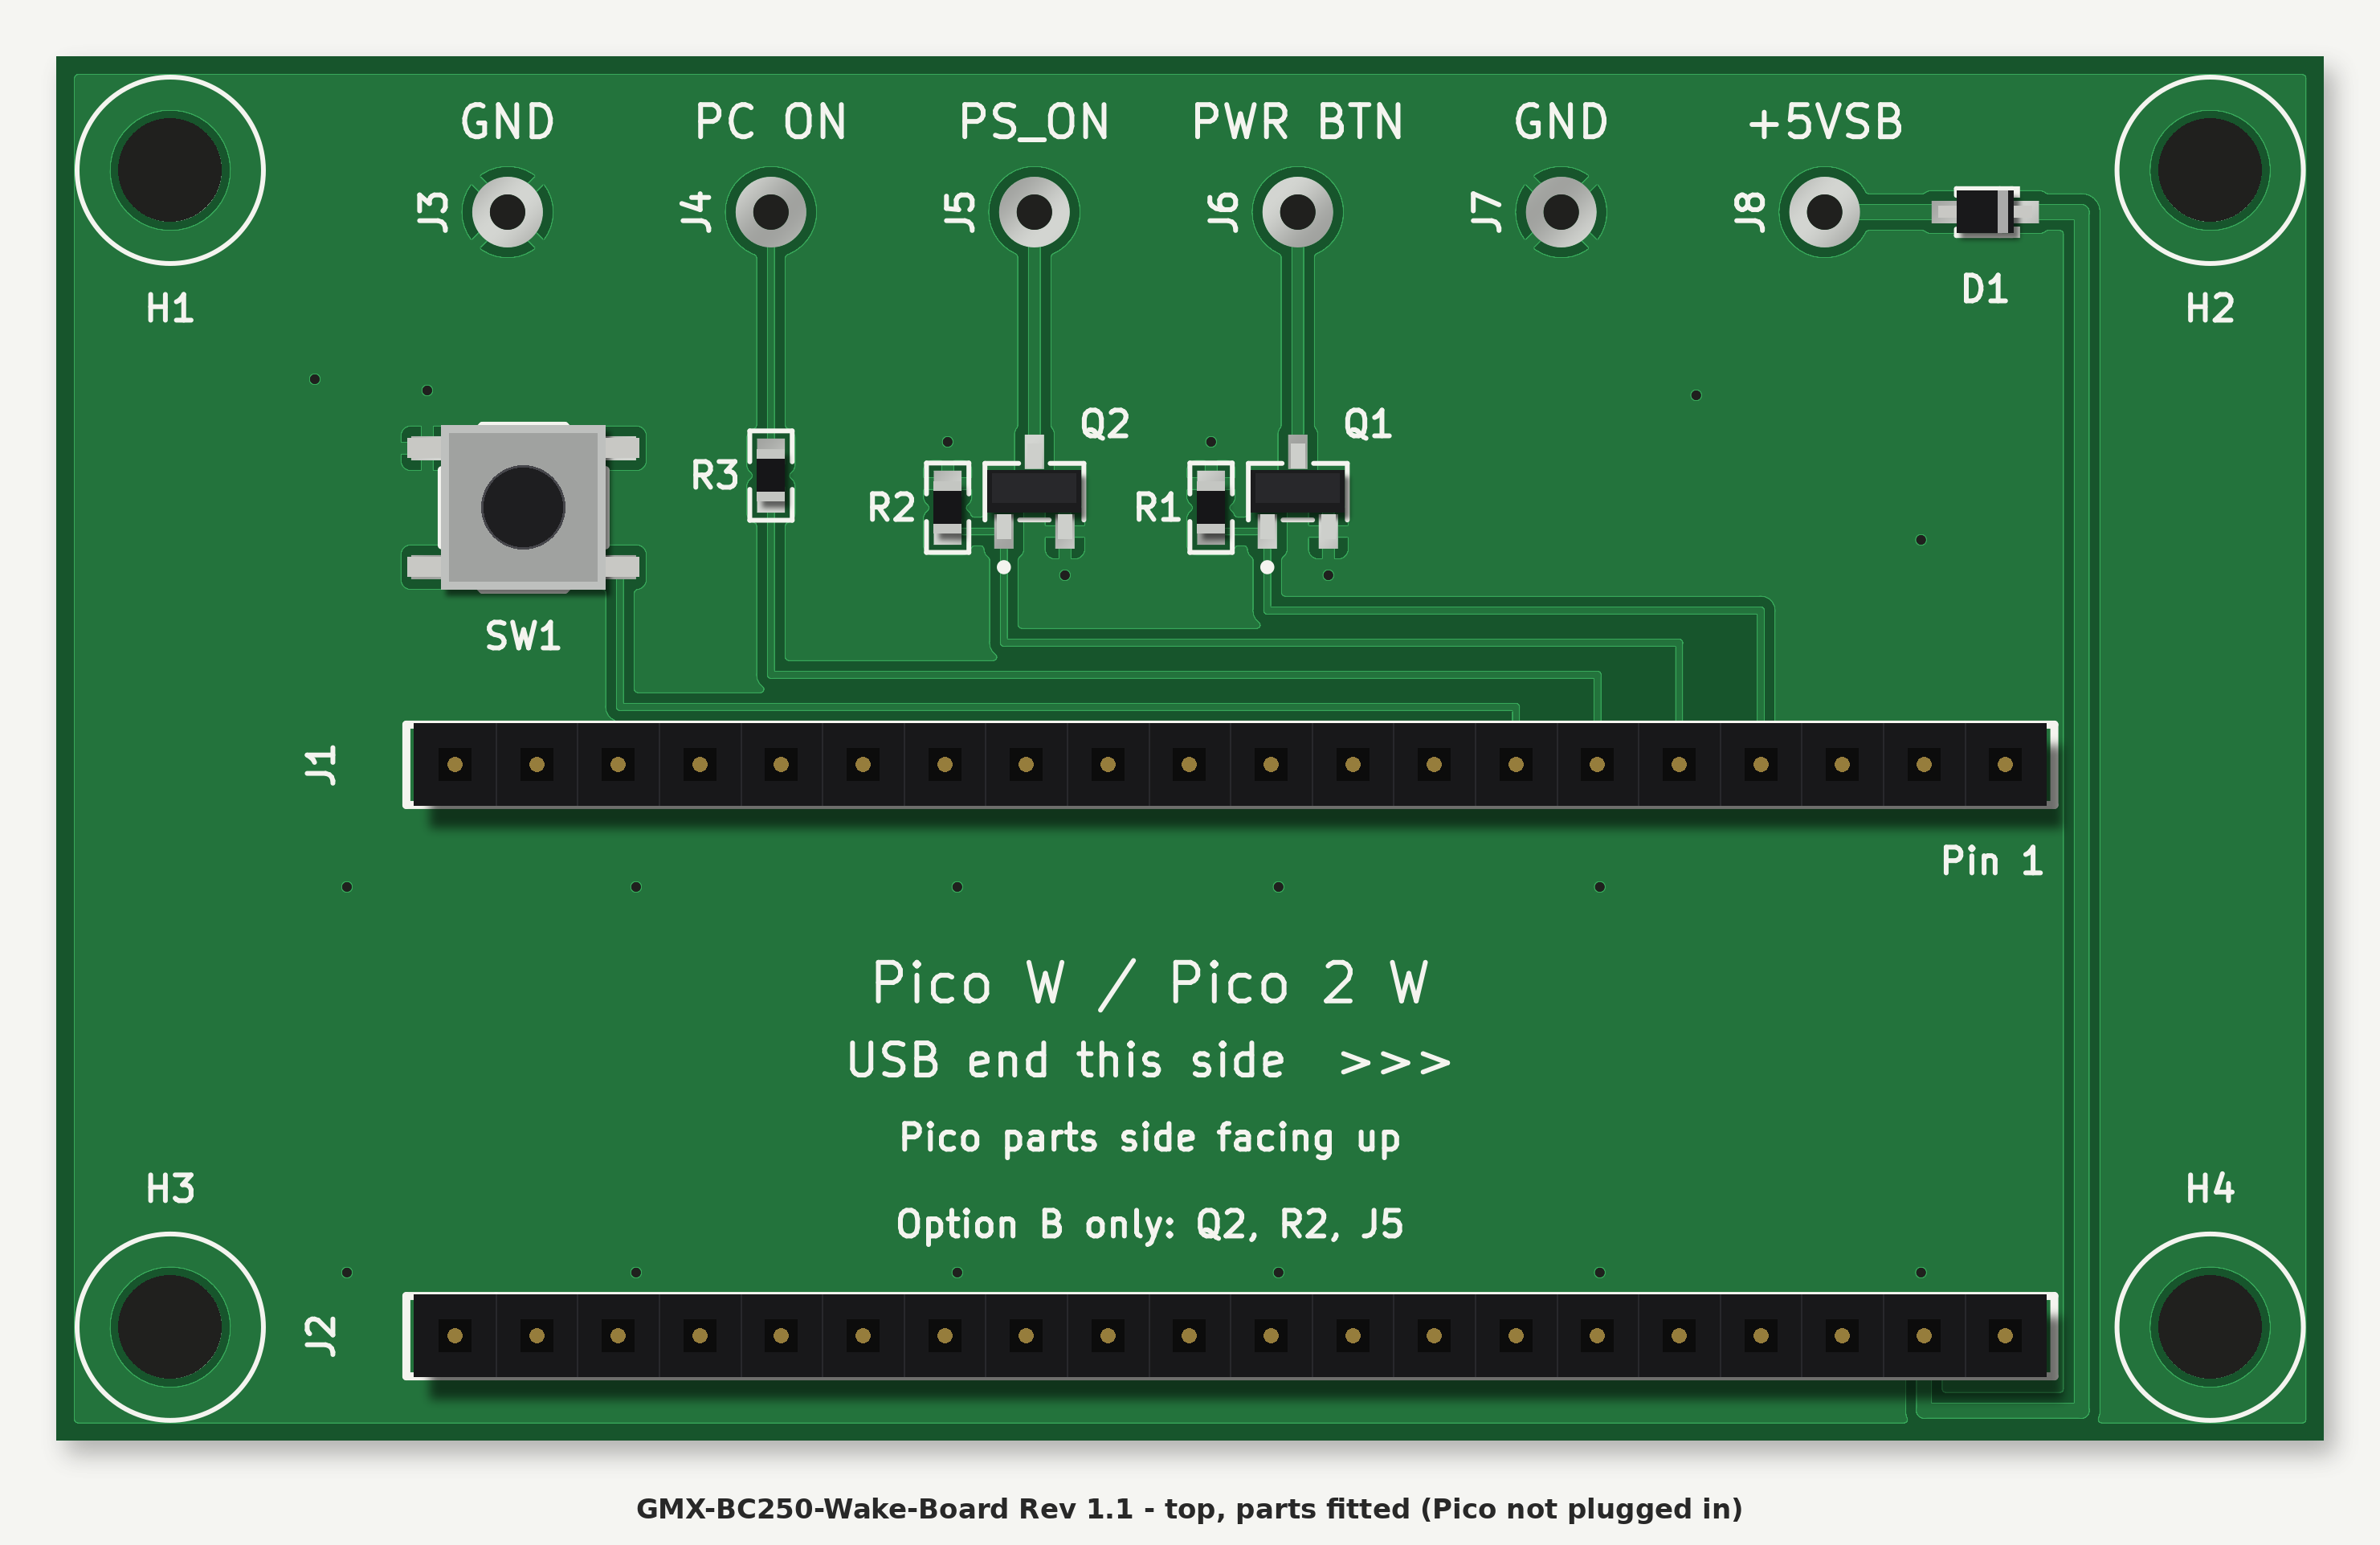 GND PC ON PS_ON PWR BTN GND +5VSB
J3 J4 J5 J6 J7 J8
H1 D1 H2
Q2 Q1
R3 R2 R1
SW1
J1
Pin 1
Pico W / Pico 2 W
USB end this side >>>
Pico parts side facing up
H3 H4
Option B only: Q2, R2, J5
J2
GMX-BC250-Wake-Board Rev 1.1 - top, parts fitted (Pico not plugged in)